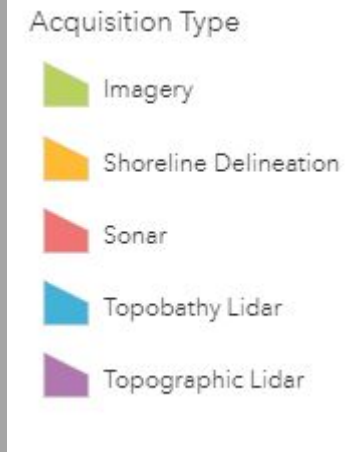 Acquisition Type
Imagery
Shoreline Delineation
Sonar
Topobathy Lidar
Topographic Lidar